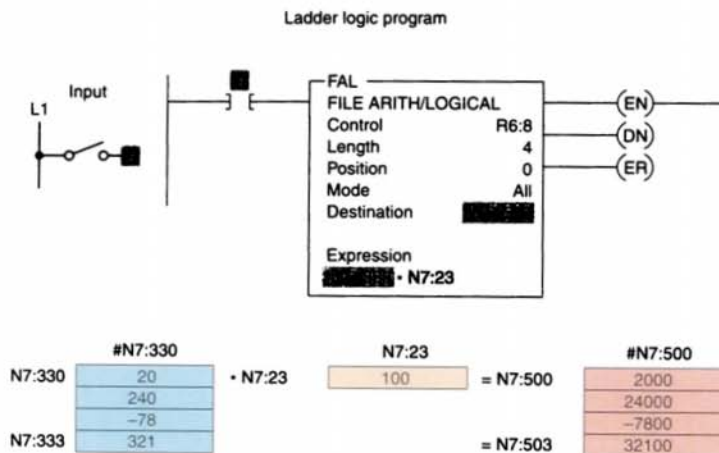 Ladder logic program
Input
L1
FAL
FILE ARITH/LOGICAL
Control R6:8
Length 4
Position 0
Mode All
Destination
Expression
· N7:23
EN
DN
ER
#N7:330 N7:23 #N7:500
N7:330 20 · N7:23 100 = N7:500 2000
240 24000
–78 –7800
N7:333 321 = N7:503 32100